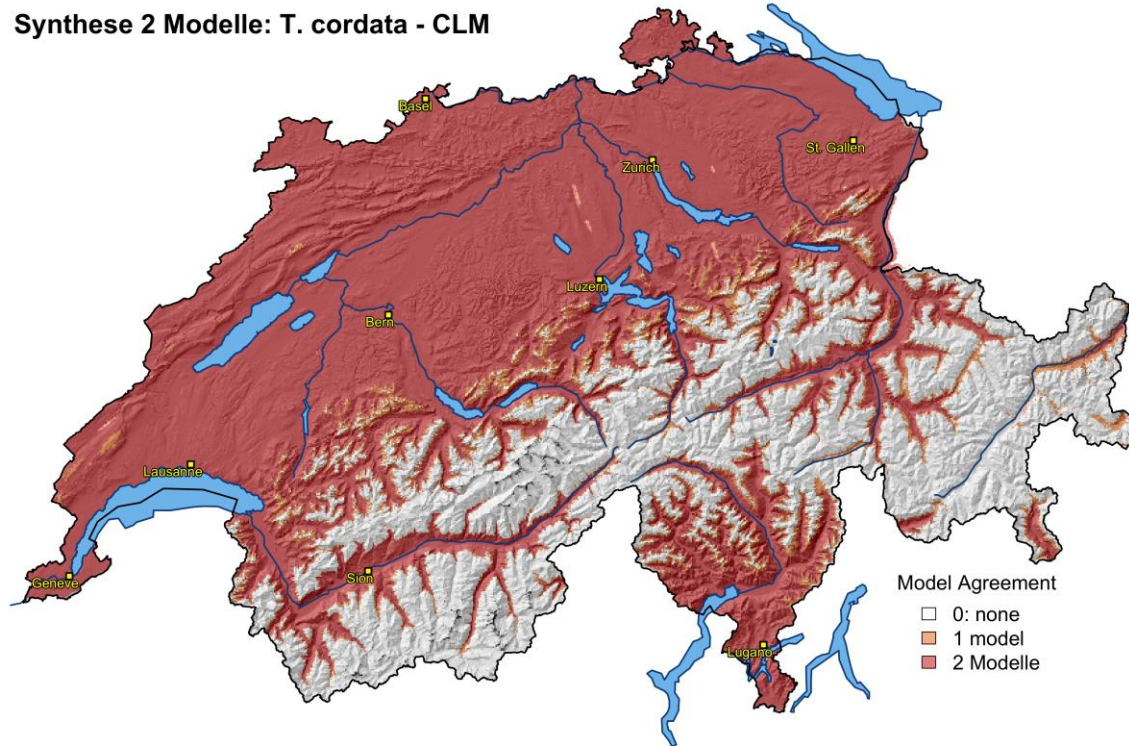 Synthese 2 Modelle: T. cordata - CLM
Basel
St. Gallen
Zurich
Luzern
Bern
Lausanne
Geneve
Sion
Lugano
Model Agreement
0: none
1 model
2 Modelle